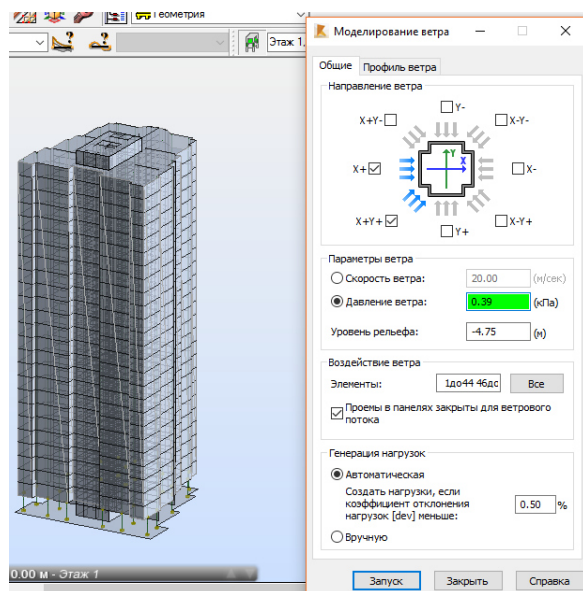 Геометрия
Этаж 1,
Моделирование ветра
Общие
Профиль ветра
Направление ветра
Y-
X+Y-
X-Y-
Y
X
X+
X-
X+Y+
X-Y+
Y+
Параметры ветра
Скорость ветра: 20.00 (м/сек)
Давление ветра: 0.39 (кПа)
Уровень рельефа: -4.75 (м)
Воздействие ветра
Элементы: 1до44 46дс Все
Проемы в панелях закрыты для ветрового
потока
Генерация нагрузок
Автоматическая
Создать нагрузки, если
коэффициент отклонения
нагрузок [dev] меньше:
0.50 %
Вручную
0.00 м - Этаж 1
Запуск Закрыть Справка